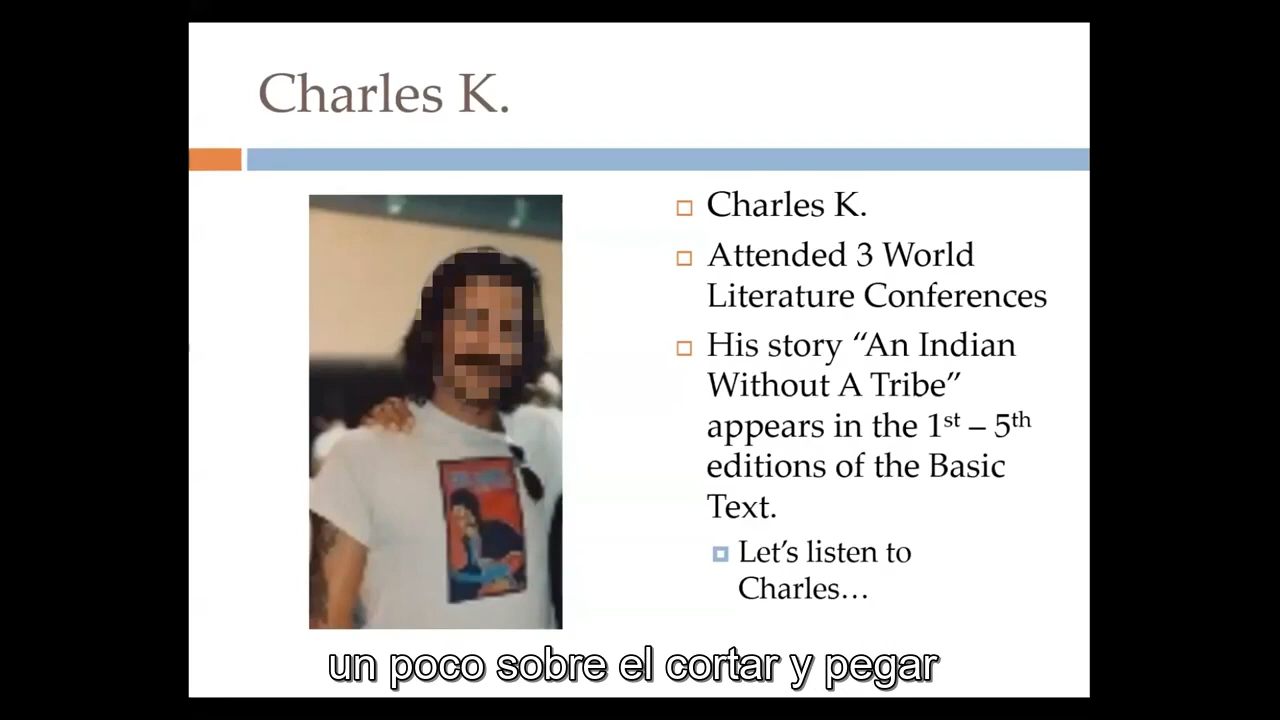 Charles K.
Charles K.
Attended 3 World
Literature Conferences
His story “An Indian
Without A Tribe”
appears in the 1st – 5th
editions of the Basic
Text.
Let’s listen to
Charles…
un poco sobre el cortar y pegar